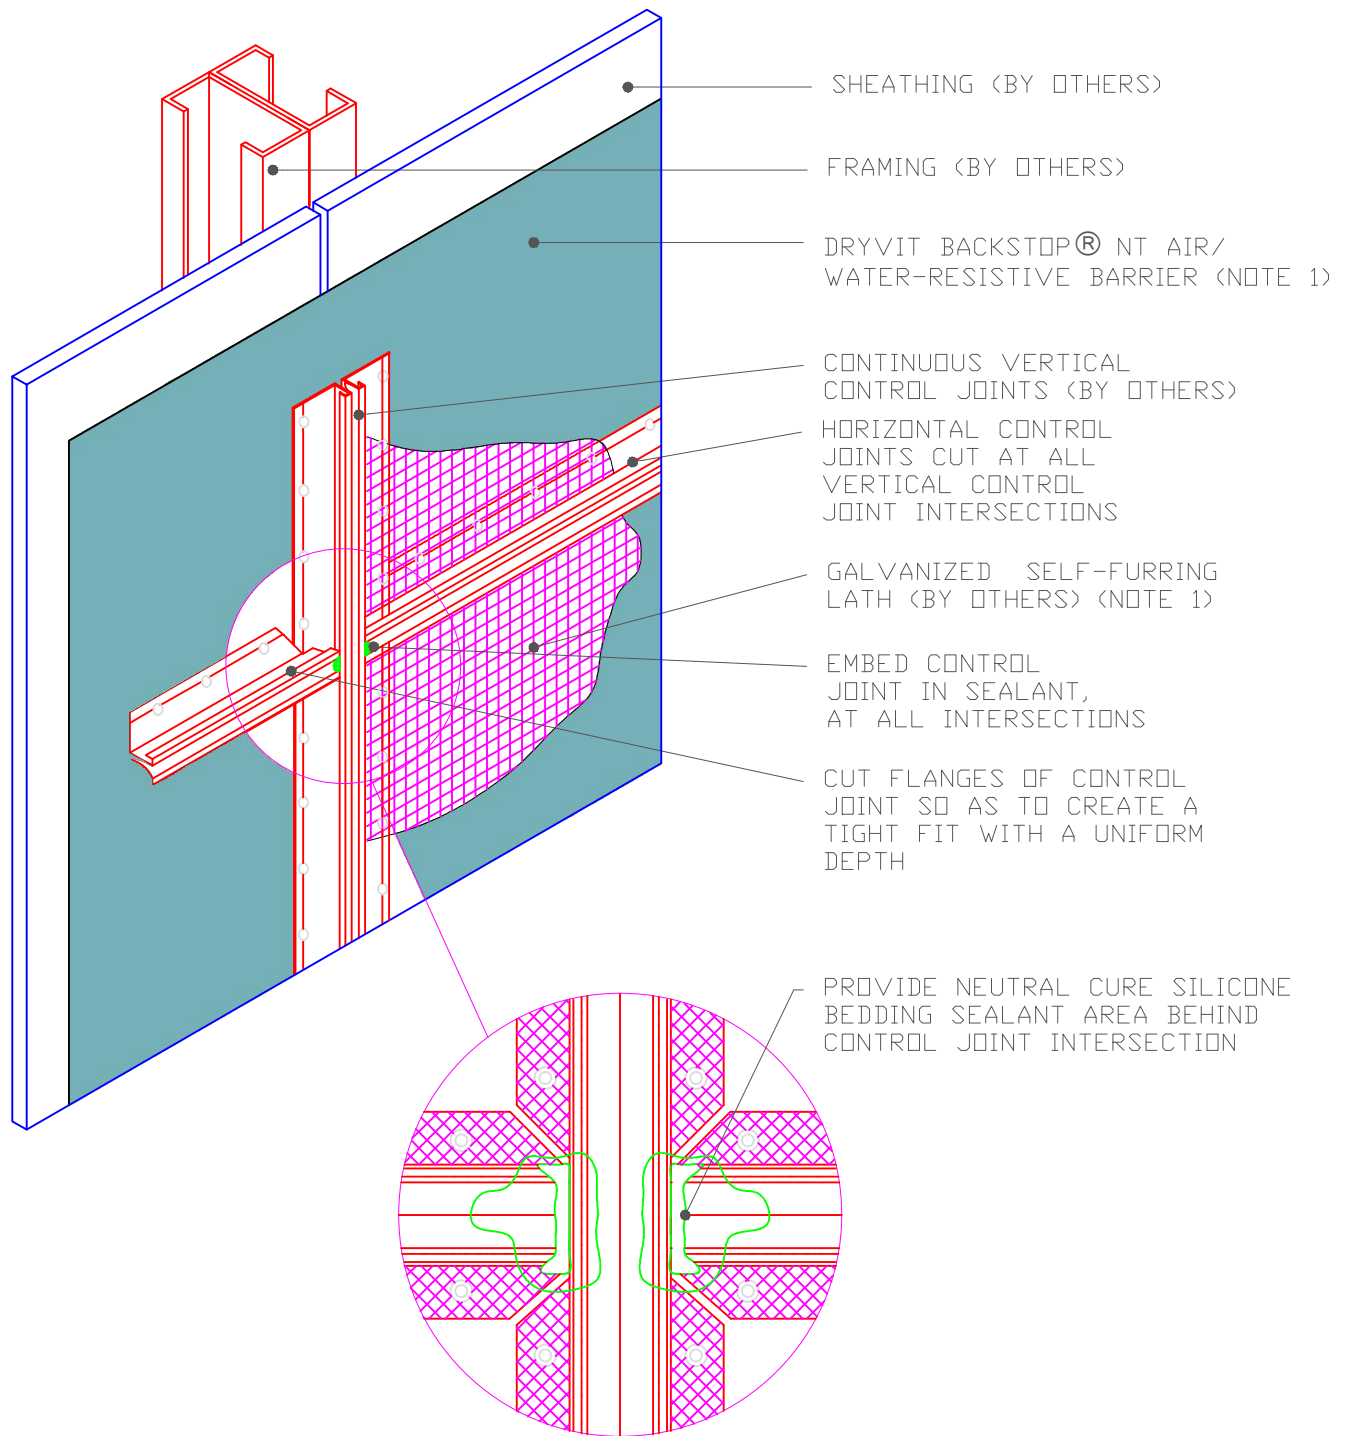 SHEATHING (BY OTHERS)
FRAMING (BY OTHERS)
DRYVIT BACKSTOP® NT AIR/
WATER-RESISTIVE BARRIER (NOTE 1)
CONTINUOUS VERTICAL
CONTROL JOINTS (BY OTHERS)
HORIZONTAL CONTROL
JOINTS CUT AT ALL
VERTICAL CONTROL
JOINT INTERSECTIONS
GALVANIZED SELF-FURRING
LATH (BY OTHERS) (NOTE 1)
EMBED CONTROL
JOINT IN SEALANT,
AT ALL INTERSECTIONS
CUT FLANGES OF CONTROL
JOINT SO AS TO CREATE A
TIGHT FIT WITH A UNIFORM
DEPTH
PROVIDE NEUTRAL CURE SILICONE
BEDDING SEALANT AREA BEHIND
CONTROL JOINT INTERSECTION